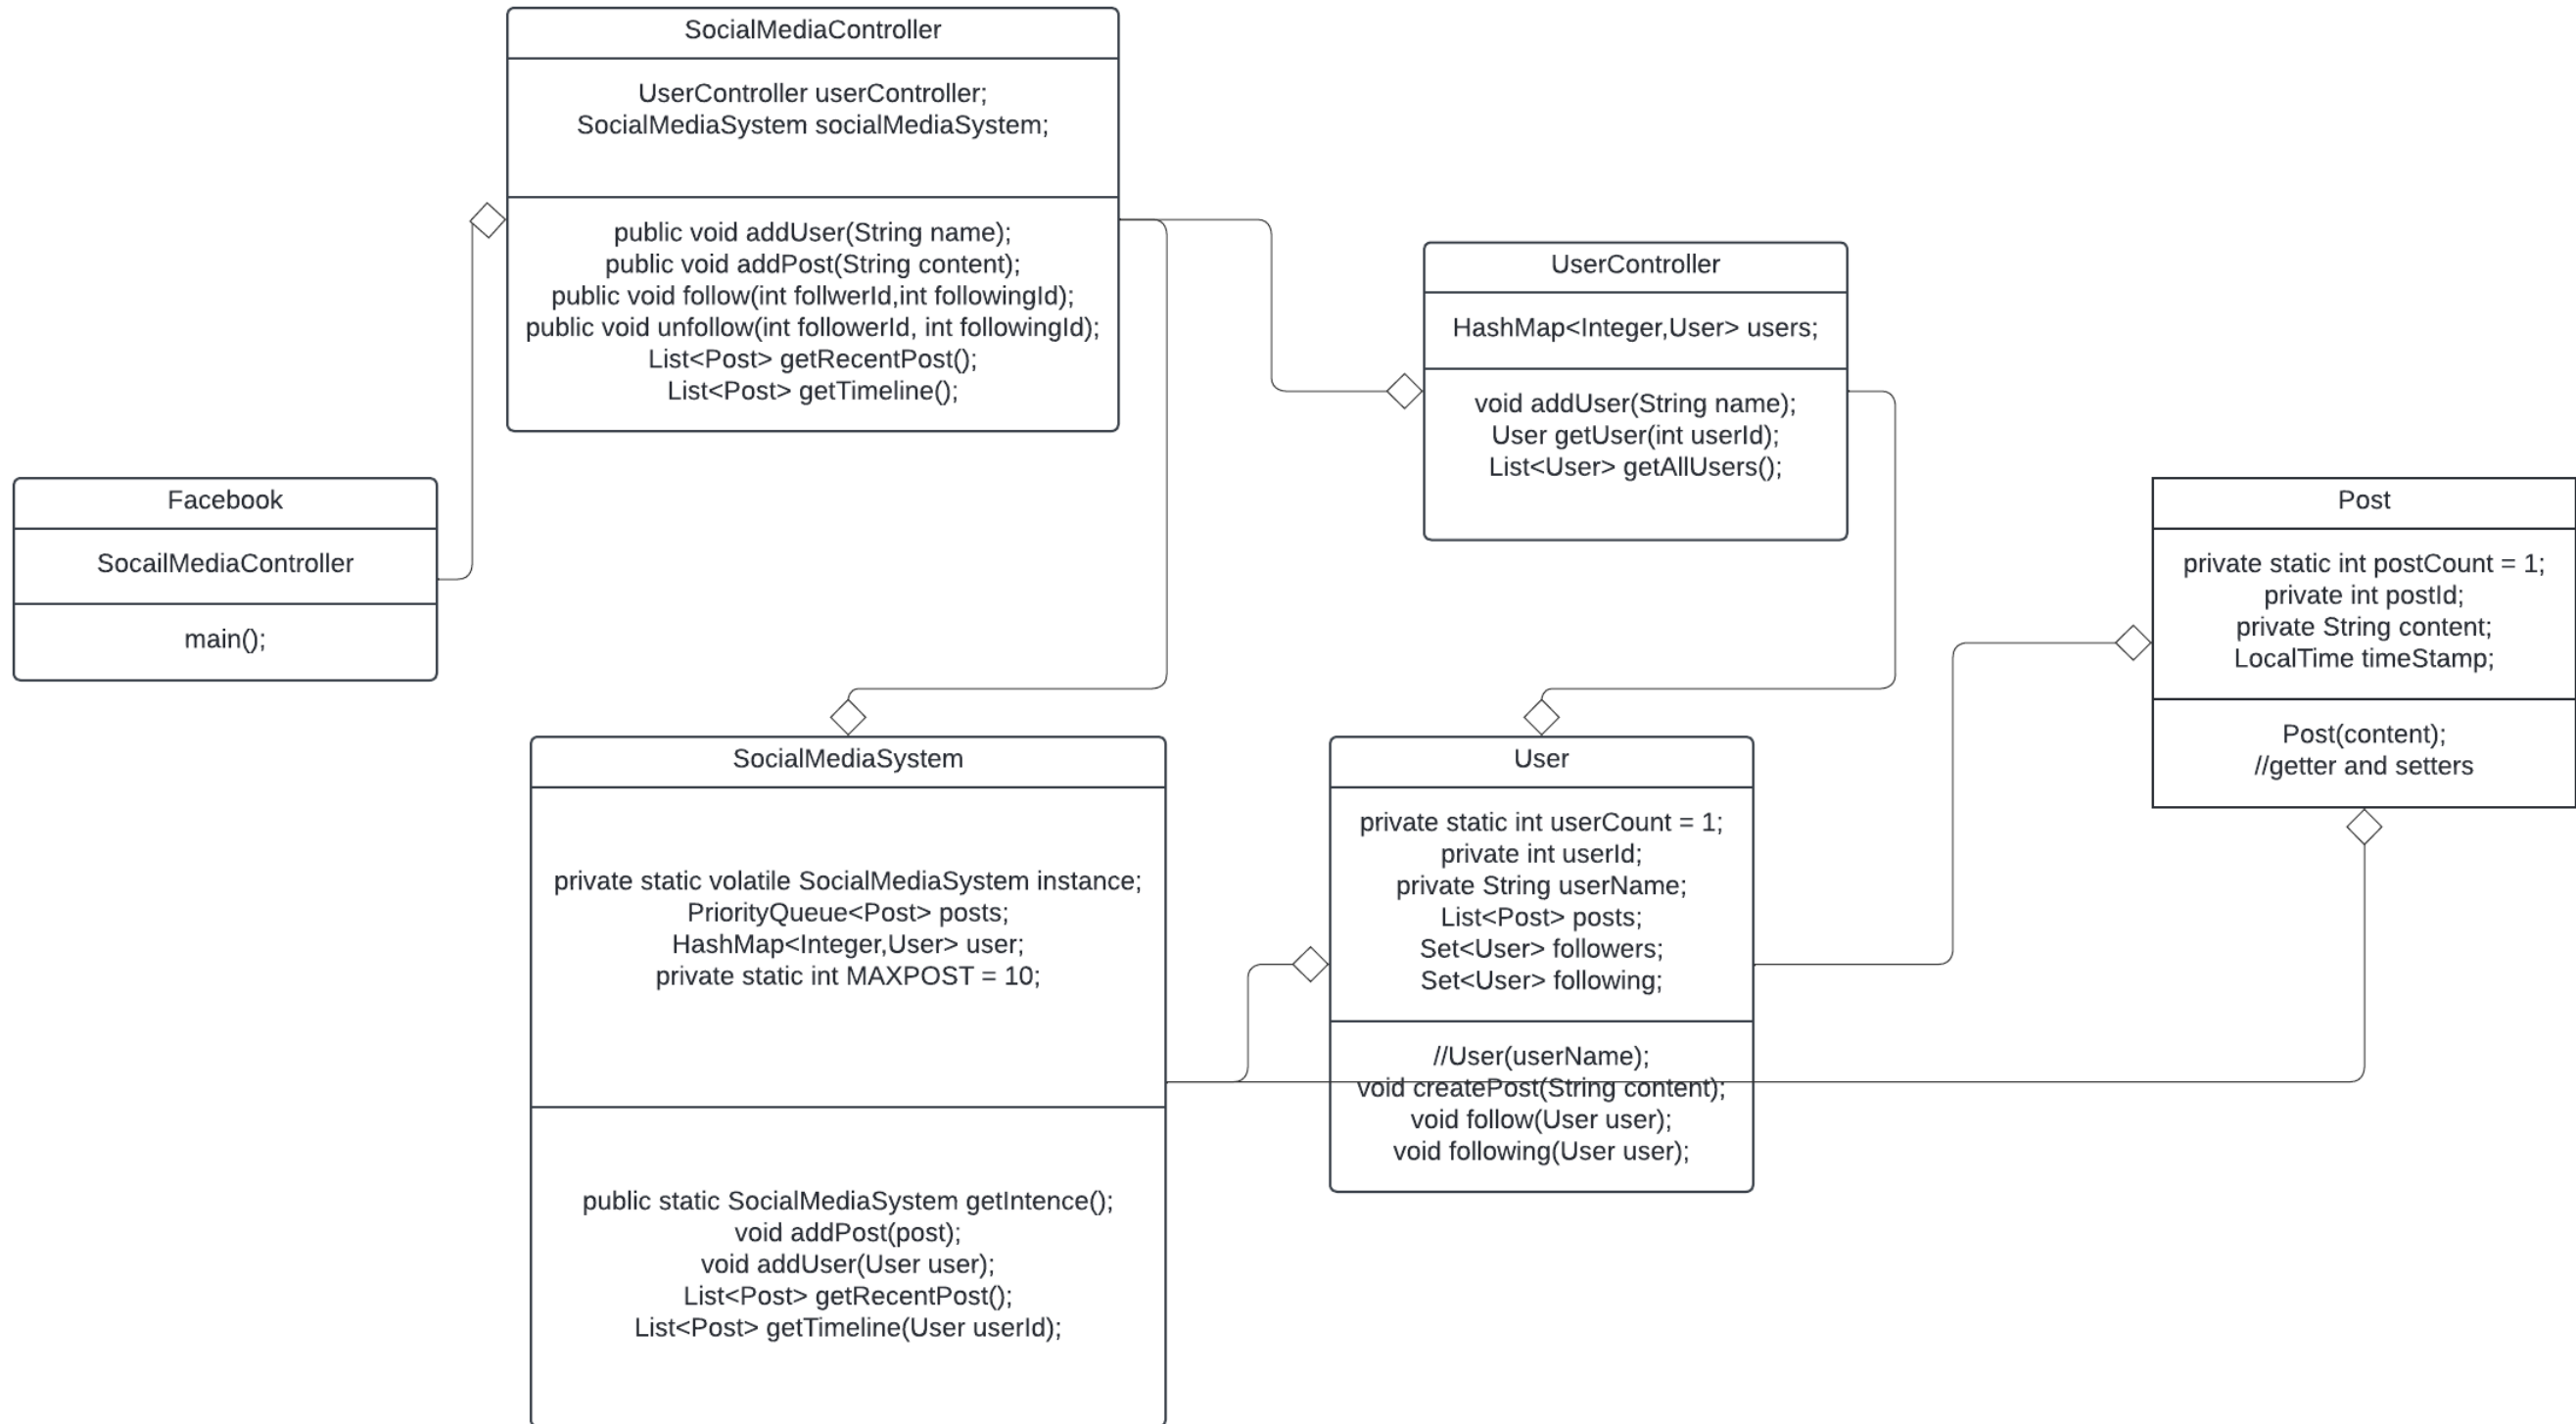 SocialMediaController
UserController userController;
SocialMediaSystem socialMediaSystem;
public void addUser(String name);
public void addPost(String content);
public void follow(int follwerId,int followingId);
public void unfollow(int followerId, int followingId);
List<Post> getRecentPost();
List<Post> getTimeline();
UserController
HashMap<Integer,User> users;
void addUser(String name);
User getUser(int userId);
List<User> getAllUsers();
Facebook
SocailMediaController
main();
Post
private static int postCount = 1;
private int postId;
private String content;
LocalTime timeStamp;
Post(content);
//getter and setters
SocialMediaSystem
private static volatile SocialMediaSystem instance;
PriorityQueue<Post> posts;
HashMap<Integer,User> user;
private static int MAXPOST = 10;
public static SocialMediaSystem getIntence();
void addPost(post);
void addUser(User user);
List<Post> getRecentPost();
List<Post> getTimeline(User userId);
User
private static int userCount = 1;
private int userId;
private String userName;
List<Post> posts;
Set<User> followers;
Set<User> following;
//User(userName);
void createPost(String content);
void follow(User user);
void following(User user);